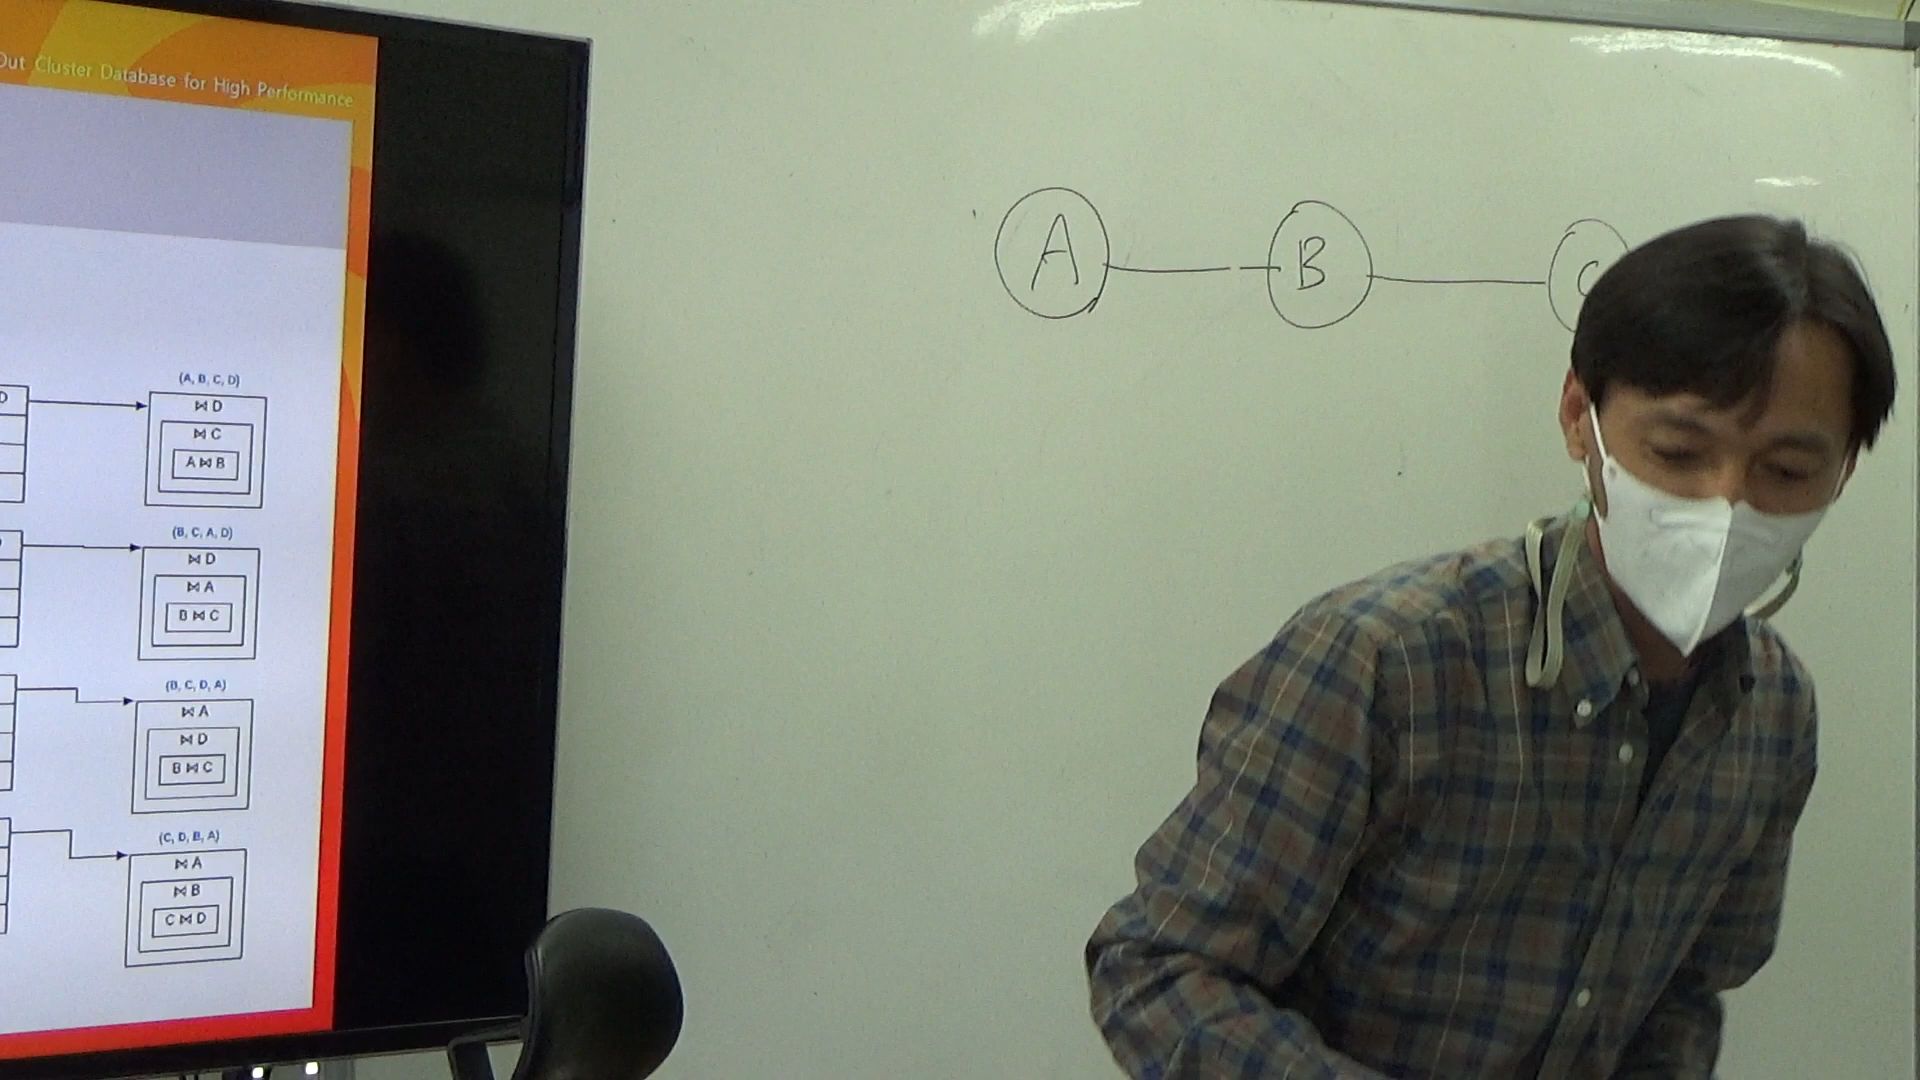 Out Cluster Database for High Performance
(A, B, C, D)
D
⋈ D
⋈ C
A ⋈ B
(B, C, A, D)
⋈ D
⋈ A
B ⋈ C
(B, C, D, A)
⋈ A
⋈ D
B ⋈ C
(C, D, B, A)
⋈ A
⋈ B
C ⋈ D
A
B
C